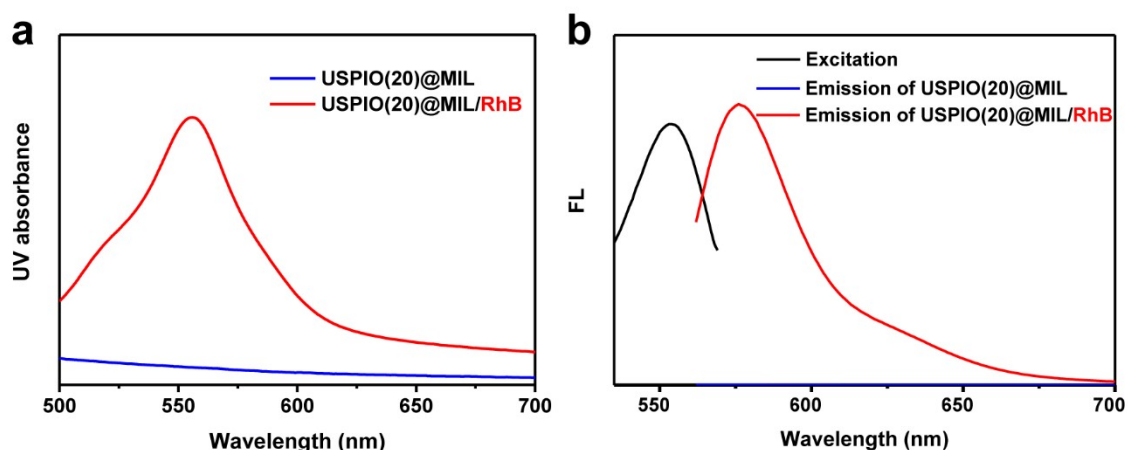 a
USPIO(20)@MIL
USPIO(20)@MIL/RhB
UV absorbance
500 550 600 650 700
Wavelength (nm)
b
Excitation
Emission of USPIO(20)@MIL
Emission of USPIO(20)@MIL/RhB
FL
550 600 650 700
Wavelength (nm)